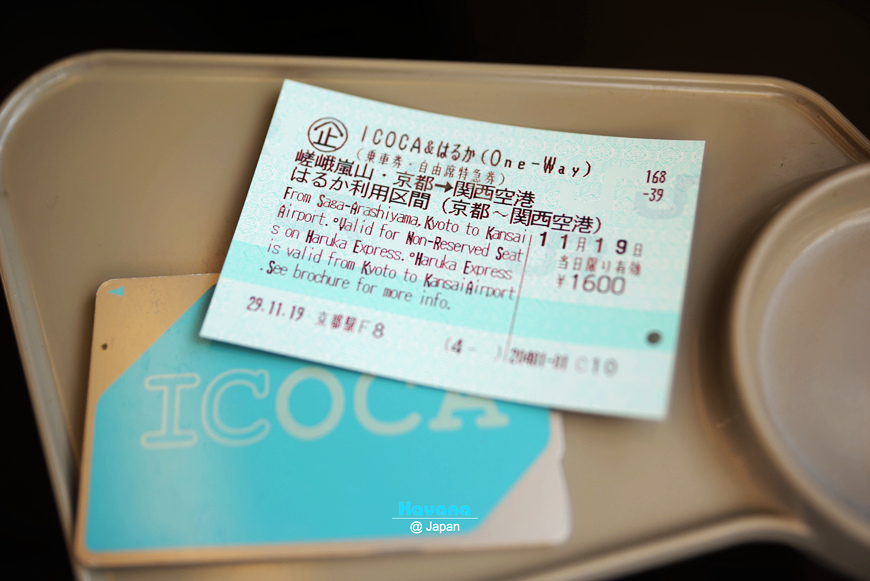 企 ICOCA&はるか(One-Way)
(乗車券・自由席特急券)
嵯峨嵐山・京都→関西空港
はるか利用区間(京都～関西空港)
From Saga-Arashiyama,Kyoto to Kansai
Airport.°Valid for Non-Reserved Seat
s on Haruka Express.°Haruka Express
is valid from Kyoto to KansaiAirport
.See brochure for more info.
168
-39
11月19日
当日限り有効
￥1600
29.11.19 京都駅F8
(4- )
C10
ICOCA
Havana
@ Japan